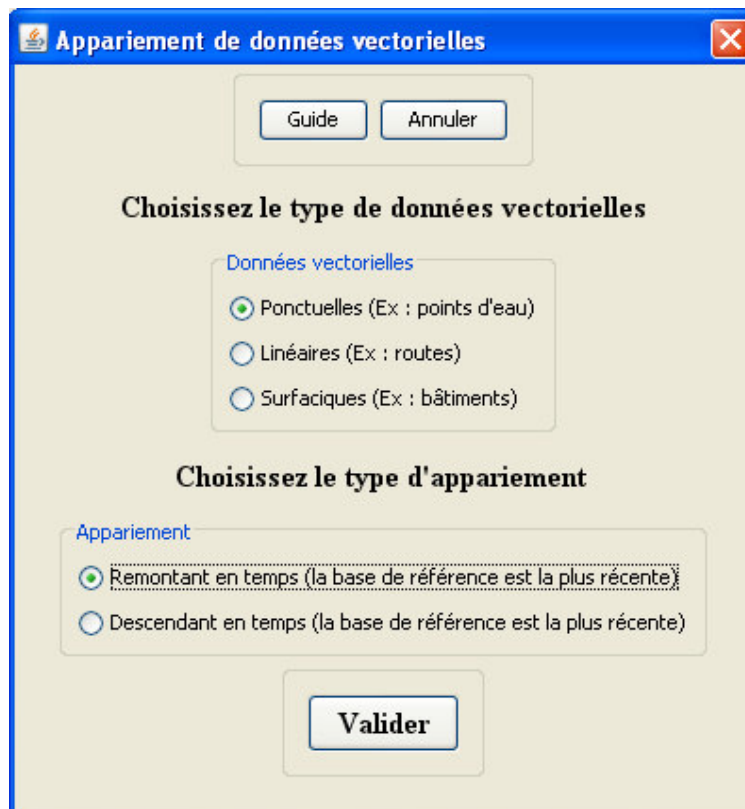 Appariement de données vectorielles
Guide
Annuler
Choisissez le type de données vectorielles
Données vectorielles
Ponctuelles (Ex : points d'eau)
Linéaires (Ex : routes)
Surfaciques (Ex : bâtiments)
Choisissez le type d'appariement
Appariement
Remontant en temps (la base de référence est la plus récente)
Descendant en temps (la base de référence est la plus récente)
Valider